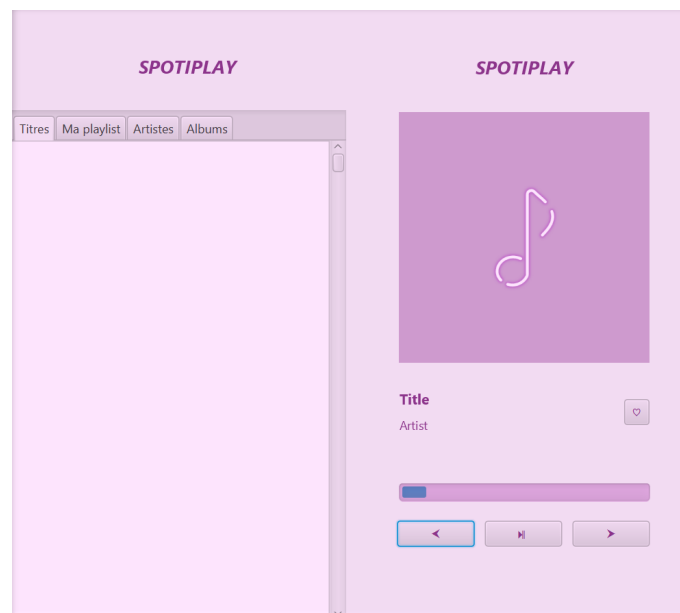 SPOTIPLAY
SPOTIPLAY
Titres
Ma playlist
Artistes
Albums
Title
Artist